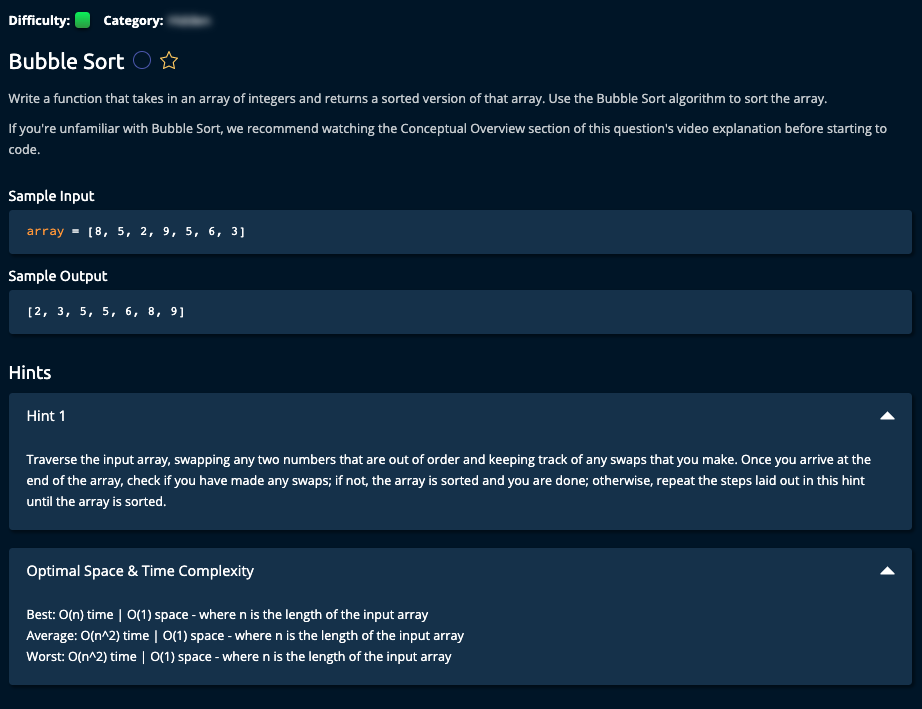 Difficulty: Category:
Bubble Sort
Write a function that takes in an array of integers and returns a sorted version of that array. Use the Bubble Sort algorithm to sort the array.
If you're unfamiliar with Bubble Sort, we recommend watching the Conceptual Overview section of this question's video explanation before starting to
code.
Sample Input
array = [8, 5, 2, 9, 5, 6, 3]
Sample Output
[2, 3, 5, 5, 6, 8, 9]
Hints
Hint 1
Traverse the input array, swapping any two numbers that are out of order and keeping track of any swaps that you make. Once you arrive at the
end of the array, check if you have made any swaps; if not, the array is sorted and you are done; otherwise, repeat the steps laid out in this hint
until the array is sorted.
Optimal Space & Time Complexity
Best: O(n) time | O(1) space - where n is the length of the input array
Average: O(n^2) time | O(1) space - where n is the length of the input array
Worst: O(n^2) time | O(1) space - where n is the length of the input array